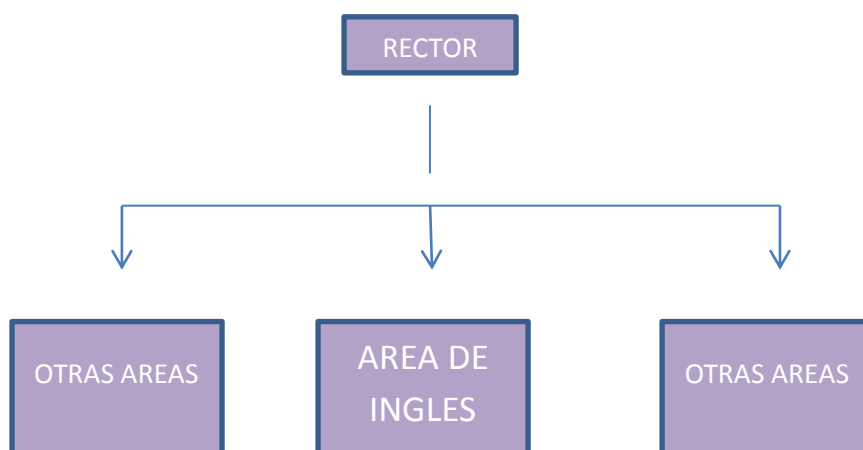 RECTOR
OTRAS AREAS
AREA DE
INGLES
OTRAS AREAS